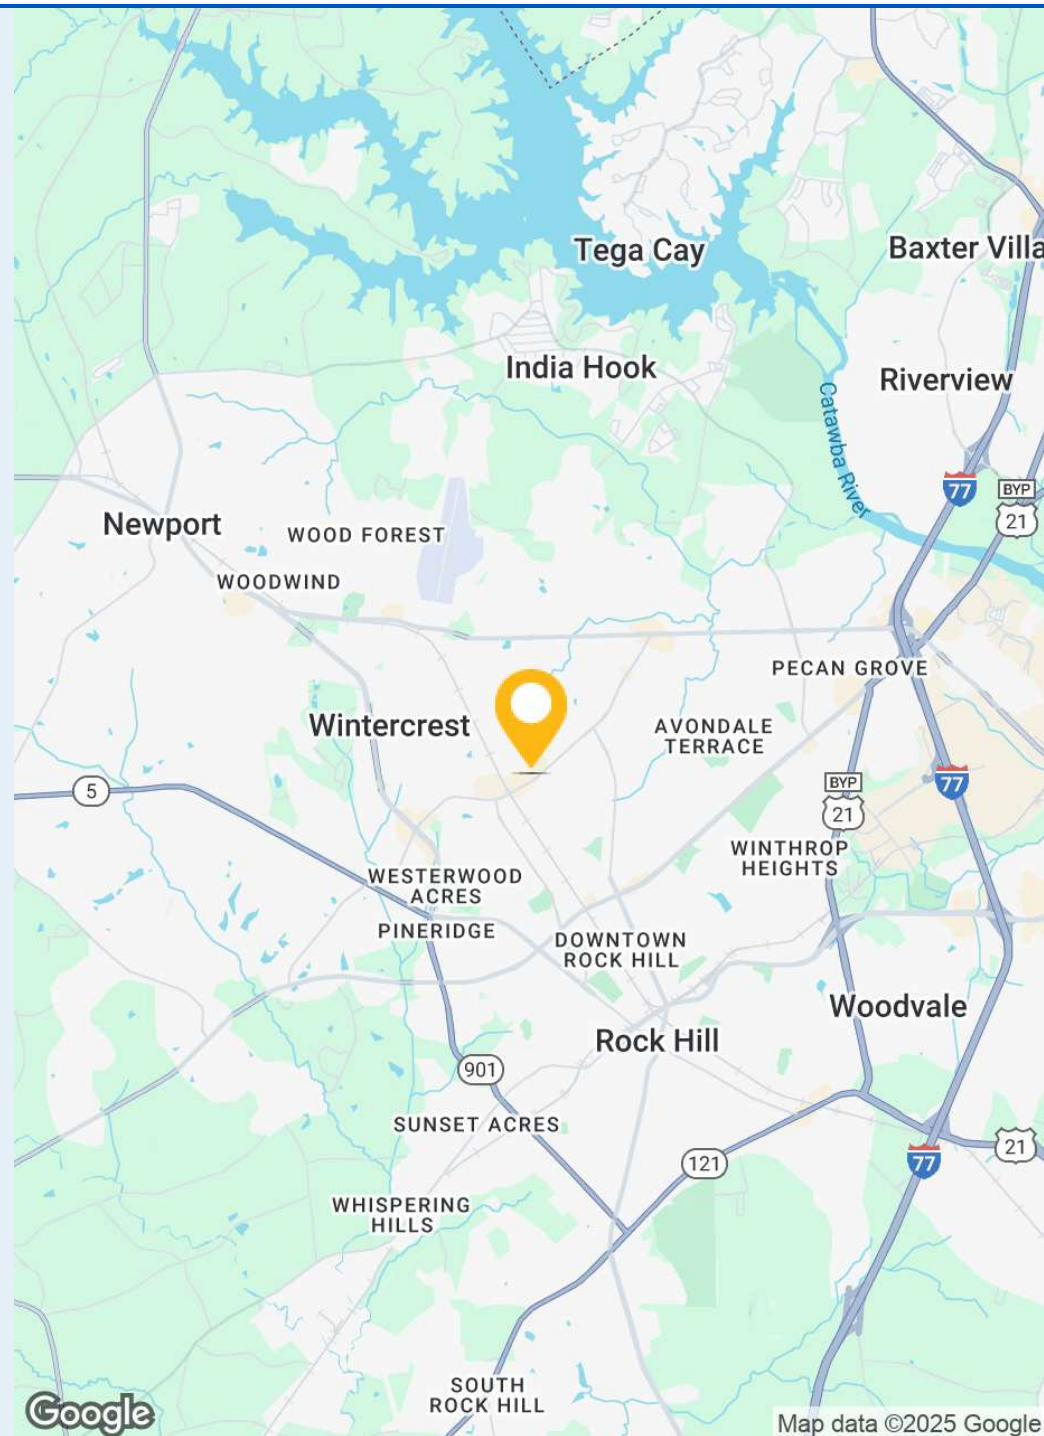 Tega Cay
Baxter Villa
India Hook
Riverview
Catawba River
77
BYP
21
Newport
WOOD FOREST
WOODWIND
PECAN GROVE
Wintercrest
AVONDALE
TERRACE
5
BYP
21
77
WINTHROP
HEIGHTS
WESTERWOOD
ACRES
PINERIDGE
DOWNTOWN
ROCK HILL
Woodvale
Rock Hill
901
SUNSET ACRES
121
77
21
WHISPERING
HILLS
SOUTH
ROCK HILL
Google
Map data ©2025 Google